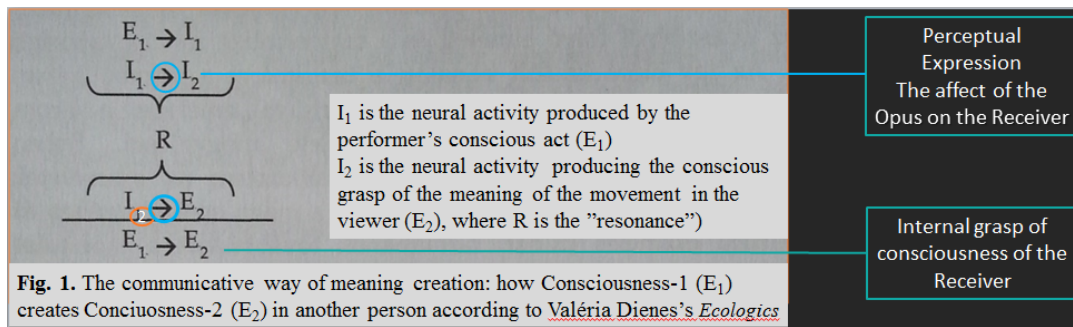 E₁ → I₁
I₁ → I₂
R
I₂ → E₂
E₁ → E₂
I₁ is the neural activity produced by the
performer’s conscious act (E₁)
I₂ is the neural activity producing the conscious
grasp of the meaning of the movement in the
viewer (E₂), where R is the ”resonance”)
Perceptual
Expression
The affect of the
Opus on the Receiver
Internal grasp of
consciousness of the
Receiver
Fig. 1. The communicative way of meaning creation: how Consciousness-1 (E₁)
creates Conciuosness-2 (E₂) in another person according to Valéria Dienes’s Ecologics